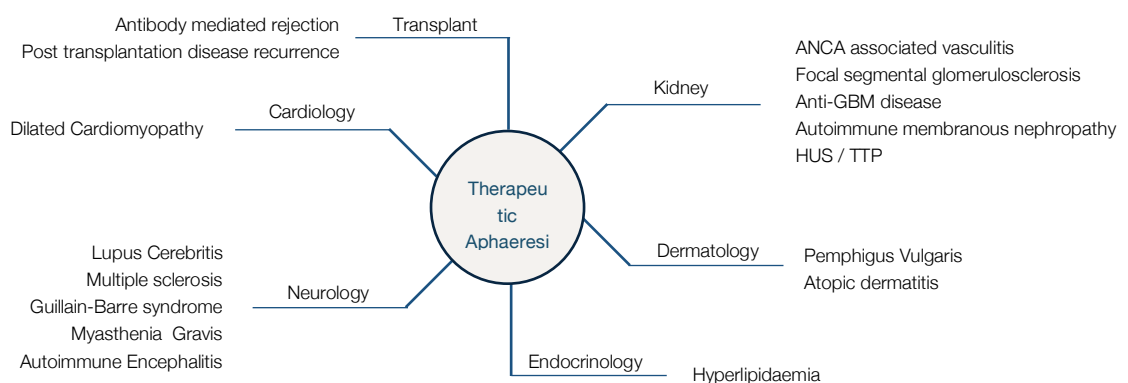 Antibody mediated rejection
Post transplantation disease recurrence
Transplant
ANCA associated vasculitis
Focal segmental glomerulosclerosis
Anti-GBM disease
Autoimmune membranous nephropathy
HUS / TTP
Kidney
Cardiology
Dilated Cardiomyopathy
Therapeu
tic
Aphaeresi
Dermatology
Pemphigus Vulgaris
Atopic dermatitis
Lupus Cerebritis
Multiple sclerosis
Guillain-Barre syndrome
Myasthenia Gravis
Autoimmune Encephalitis
Neurology
Endocrinology
Hyperlipidaemia